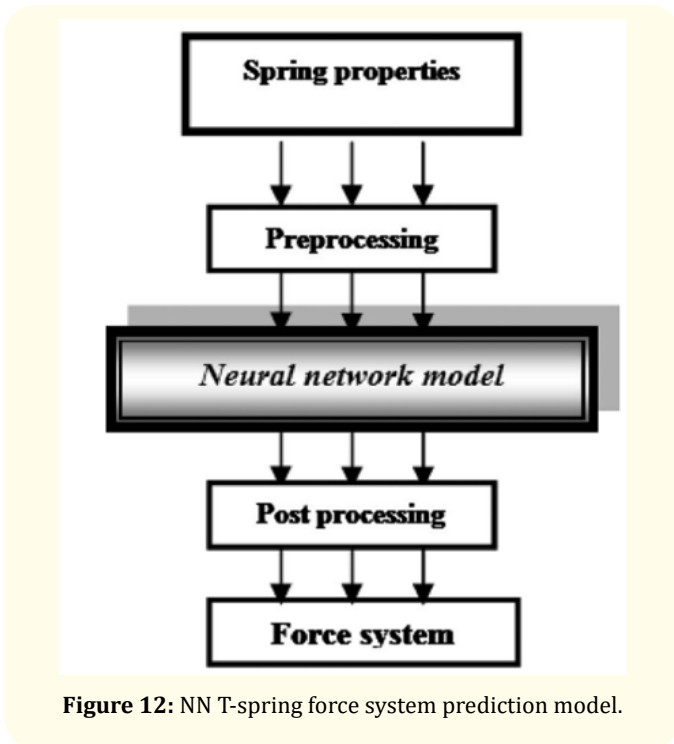 Spring properties
Preprocessing
Neural network model
Post processing
Force system
Figure 12: NN T-spring force system prediction model.